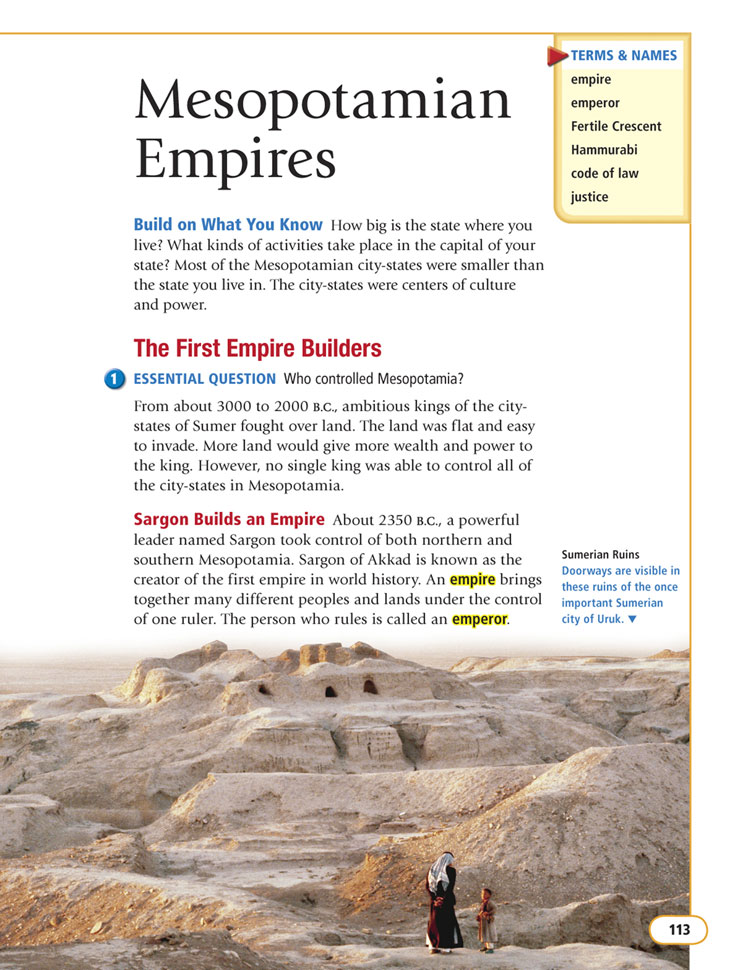 Mesopotamian
Empires
TERMS & NAMES
empire
emperor
Fertile Crescent
Hammurabi
code of law
justice
Build on What You Know How big is the state where you
live? What kinds of activities take place in the capital of your
state? Most of the Mesopotamian city-states were smaller than
the state you live in. The city-states were centers of culture
and power.
The First Empire Builders
1 ESSENTIAL QUESTION Who controlled Mesopotamia?
From about 3000 to 2000 B.C., ambitious kings of the city-
states of Sumer fought over land. The land was flat and easy
to invade. More land would give more wealth and power to
the king. However, no single king was able to control all of
the city-states in Mesopotamia.
Sargon Builds an Empire About 2350 B.C., a powerful
leader named Sargon took control of both northern and
southern Mesopotamia. Sargon of Akkad is known as the
creator of the first empire in world history. An empire brings
together many different peoples and lands under the control
of one ruler. The person who rules is called an emperor.
Sumerian Ruins
Doorways are visible in
these ruins of the once
important Sumerian
city of Uruk. ▼
113